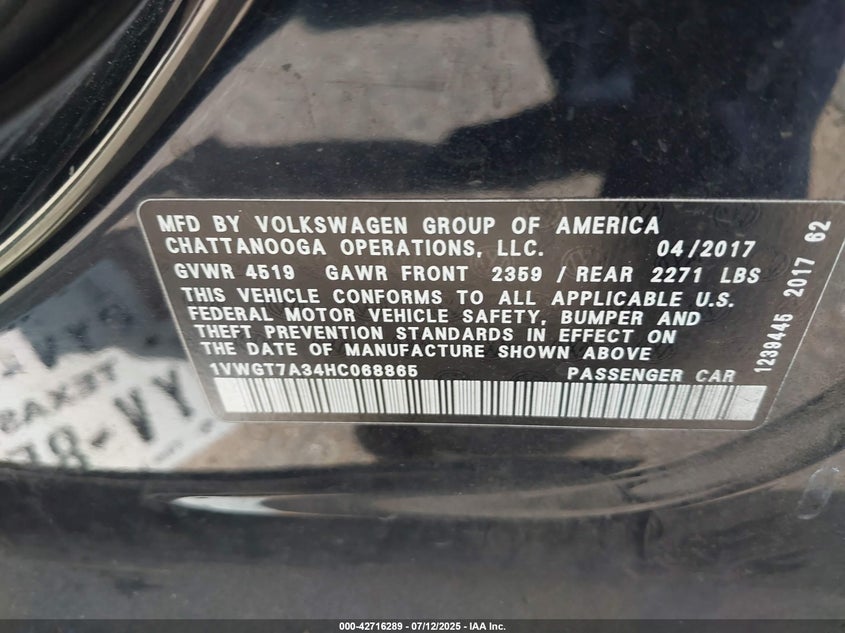 MFD BY VOLKSWAGEN GROUP OF AMERICA
CHATTANOOGA OPERATIONS, LLC. 04/2017
GVWR 4519 GAWR FRONT 2359 / REAR 2271 LBS
THIS VEHICLE CONFORMS TO ALL APPLICABLE U.S.
FEDERAL MOTOR VEHICLE SAFETY, BUMPER AND
THEFT PREVENTION STANDARDS IN EFFECT ON
THE DATE OF MANUFACTURE SHOWN ABOVE
1VWGT7A34HC068865 PASSENGER CAR
1239445 2017 62
TEXAS
000-42716289 - 07/12/2025 - IAA Inc.